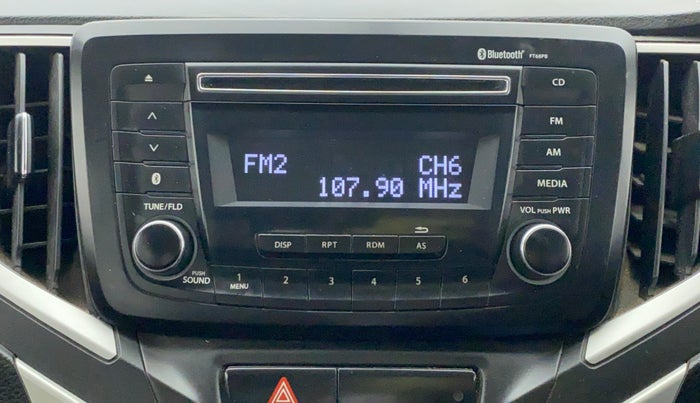 Bluetooth FT68PB
CD
FM
AM
MEDIA
FM2 CH6
107.90 MHz
TUNE/FLD
VOL PUSH PWR
DISP RPT RDM AS
PUSH
SOUND
1 2 3 4 5 6
MENU